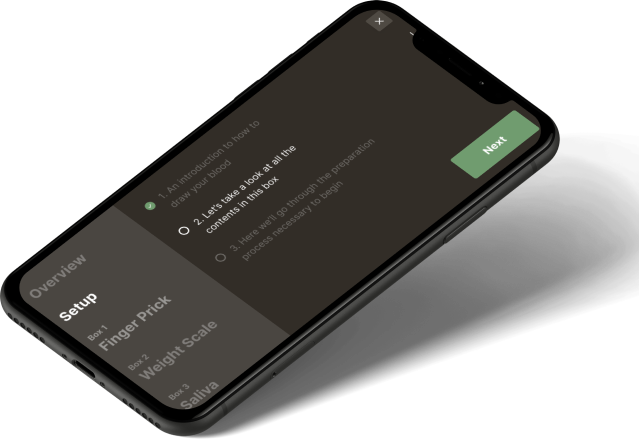 Overview
Setup
Box 1
Finger Prick
Box 2
Weight Scale
Box 3
Saliva
1. An introduction to how to
draw your blood
2. Let's take a look at all the
contents in this box
3. Here we'll go through the preparation
process necessary to begin
Next